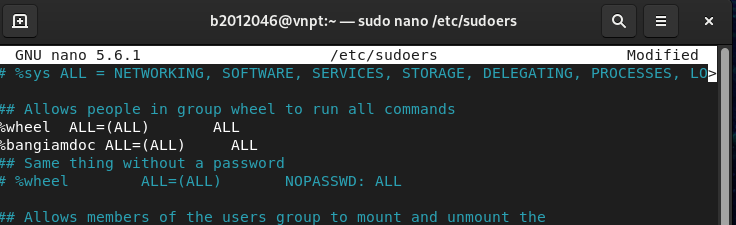 b2012046@vnpt:~ — sudo nano /etc/sudoers
GNU nano 5.6.1 /etc/sudoers Modified
# %sys ALL = NETWORKING, SOFTWARE, SERVICES, STORAGE, DELEGATING, PROCESSES, LO>
## Allows people in group wheel to run all commands
%wheel  ALL=(ALL)       ALL
%bangiamdoc ALL=(ALL)     ALL
## Same thing without a password
# %wheel        ALL=(ALL)       NOPASSWD: ALL
## Allows members of the users group to mount and unmount the